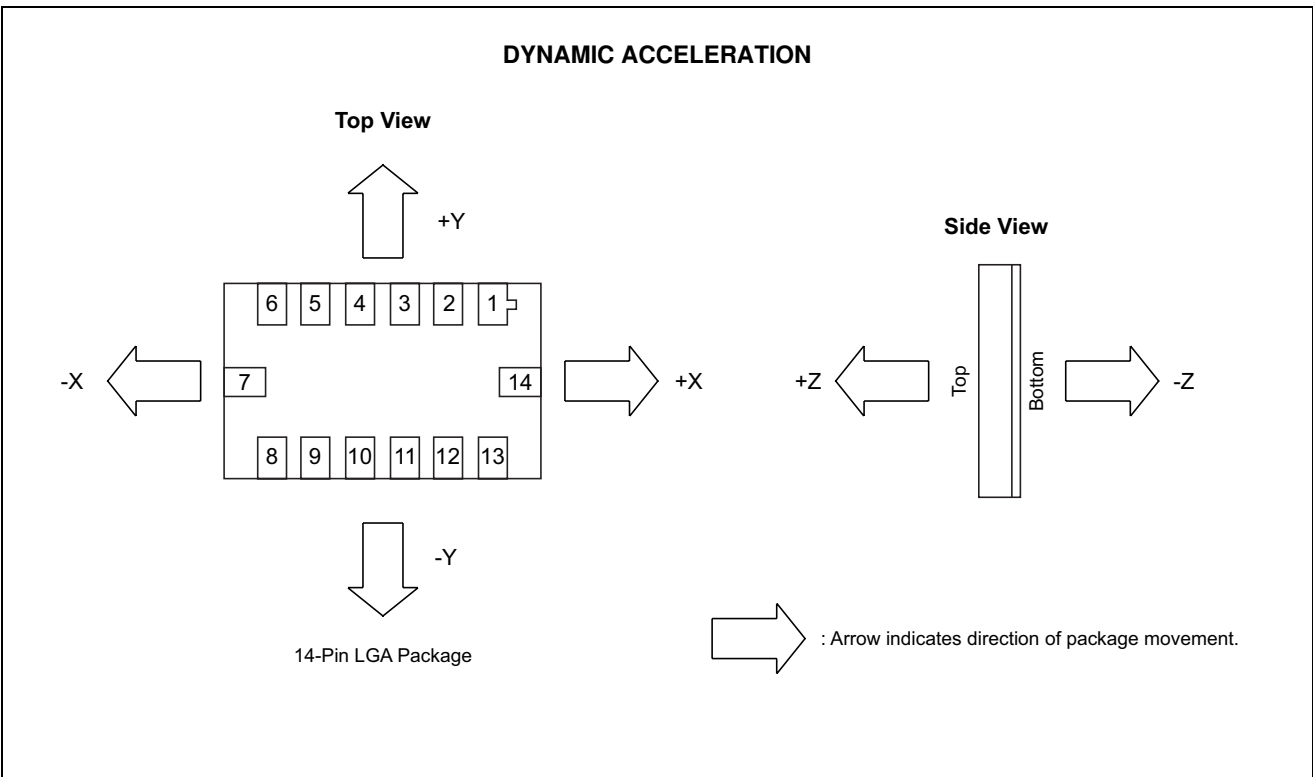 DYNAMIC ACCELERATION
Top View
+Y
Side View
6 5 4 3 2 1
-X
7
14
+X
+Z
Top
Bottom
-Z
8 9 10 11 12 13
-Y
14-Pin LGA Package
: Arrow indicates direction of package movement.